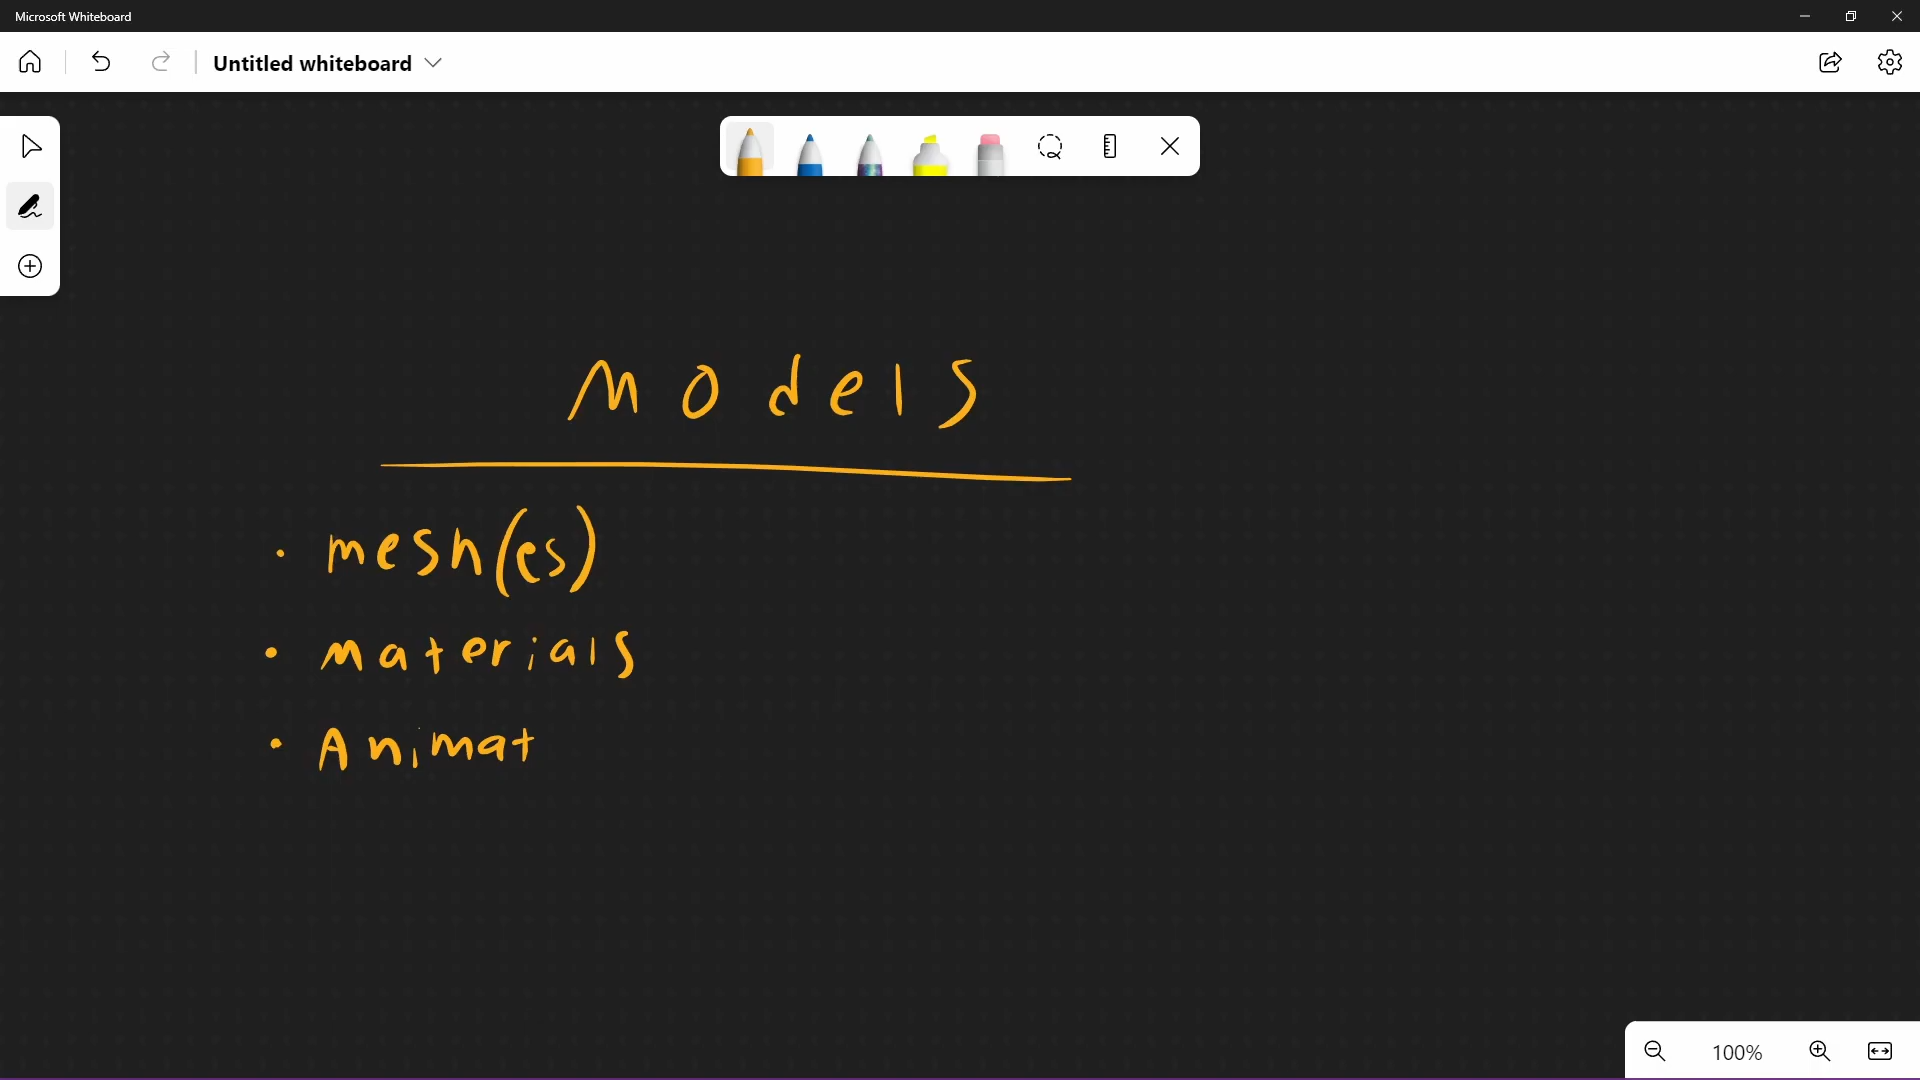 Microsoft Whiteboard
Untitled whiteboard
Models
• mesh(es)
• materials
• Animat
100%